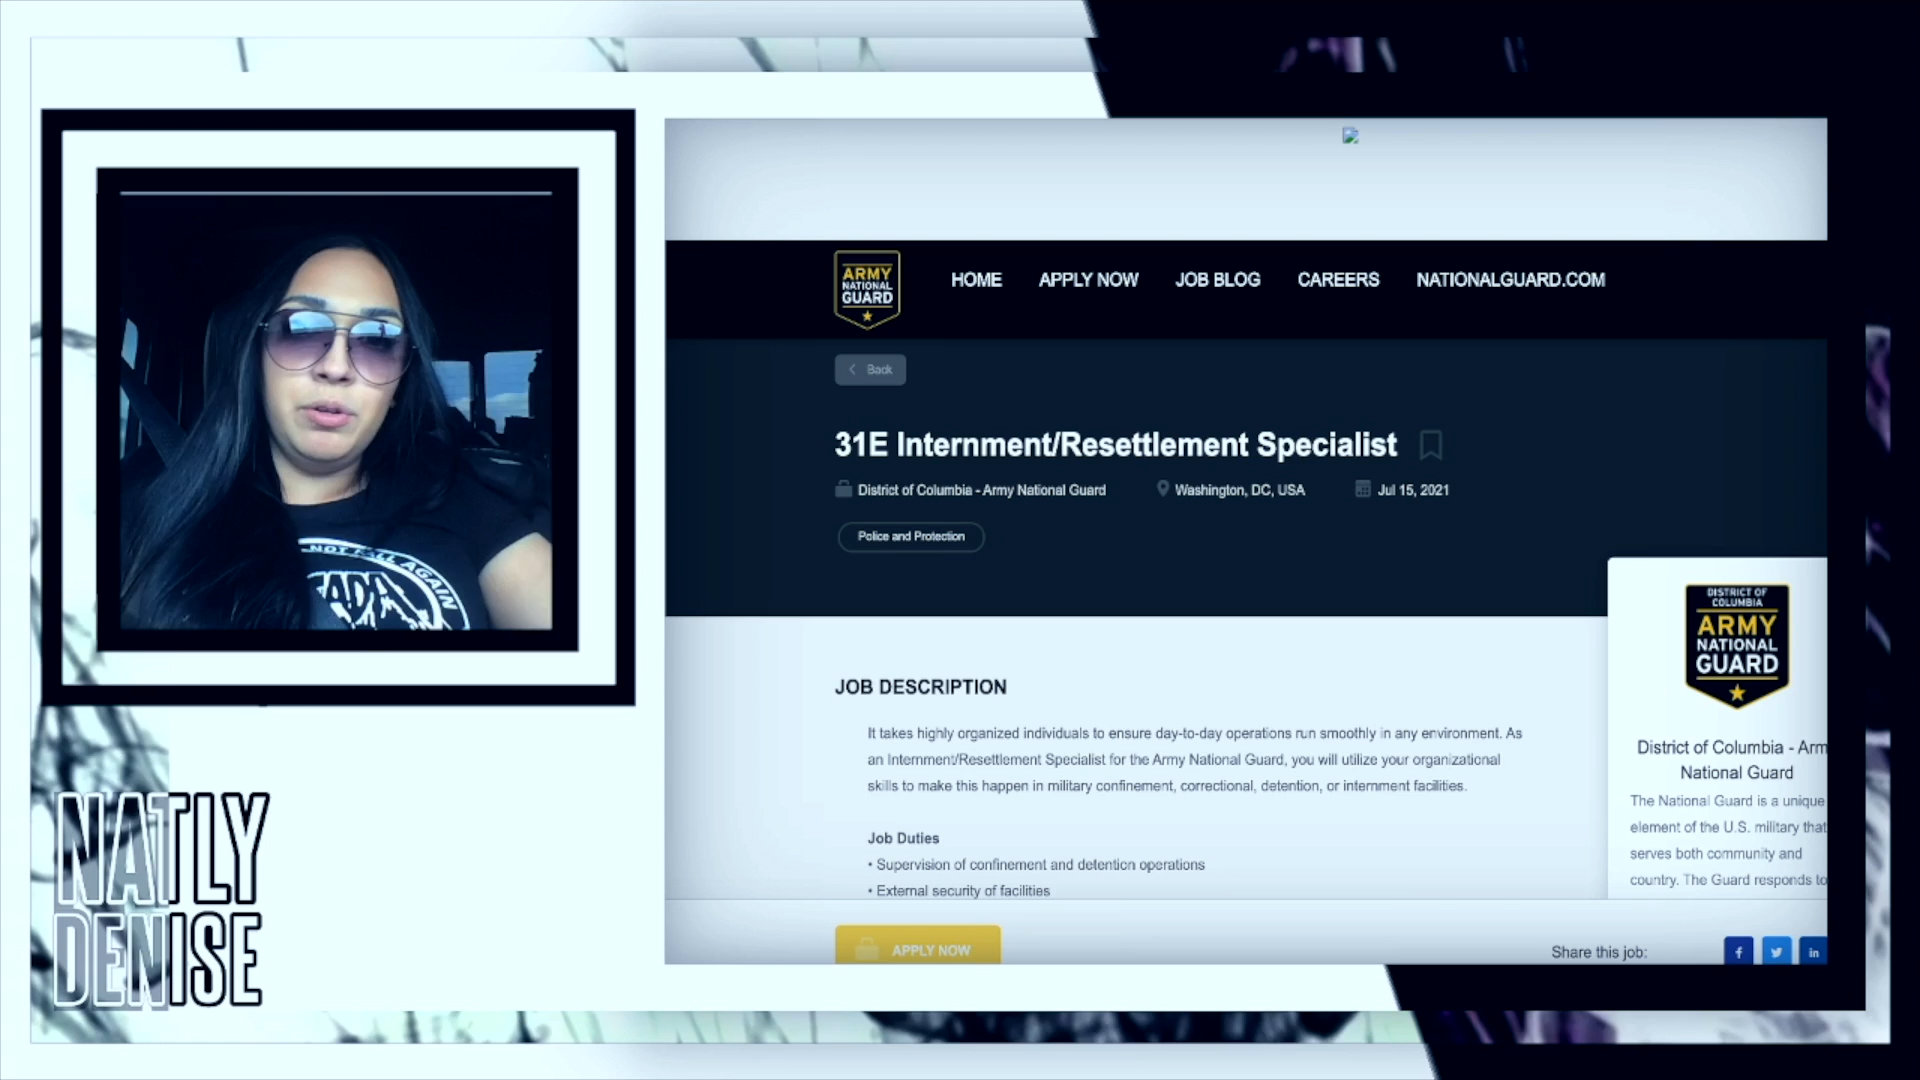 NOT FALL AGAIN
NATLY
DENISE
ARMY
NATIONAL
GUARD
HOME
APPLY NOW
JOB BLOG
CAREERS
NATIONALGUARD.COM
Back
31E Internment/Resettlement Specialist
District of Columbia - Army National Guard
Washington, DC, USA
Jul 15, 2021
Police and Protection
JOB DESCRIPTION
It takes highly organized individuals to ensure day-to-day operations run smoothly in any environment. As
an Internment/Resettlement Specialist for the Army National Guard, you will utilize your organizational
skills to make this happen in military confinement, correctional, detention, or internment facilities.
Job Duties
• Supervision of confinement and detention operations
• External security of facilities
APPLY NOW
DISTRICT OF
COLUMBIA
ARMY
NATIONAL
GUARD
District of Columbia - Arm
National Guard
The National Guard is a unique
element of the U.S. military that
serves both community and
country. The Guard responds to
Share this job:
f
in